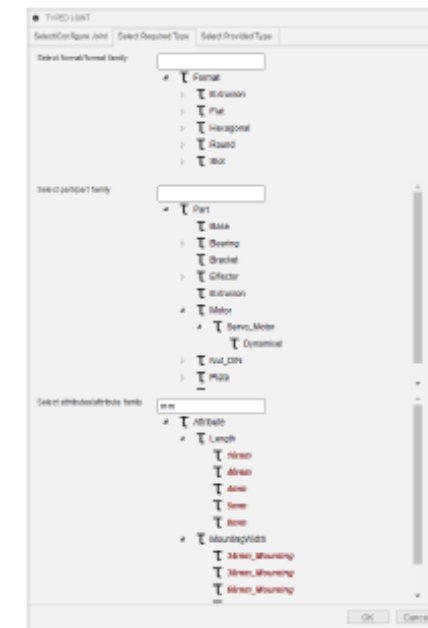 TYPED JOINT
Select/Configure Joint Select Required Type Select Provided Type
Select format/format family
Format
Extrusion
Flat
Hexagonal
Round
Slot
Select part/part family
Part
Base
Bearing
Bracket
Effector
Extrusion
Motor
Servo_Motor
Dynamixel
Nut_DIN
Plate
Select attributes/attribute family
mm
Attribute
Length
MountingWidth
OK Cance